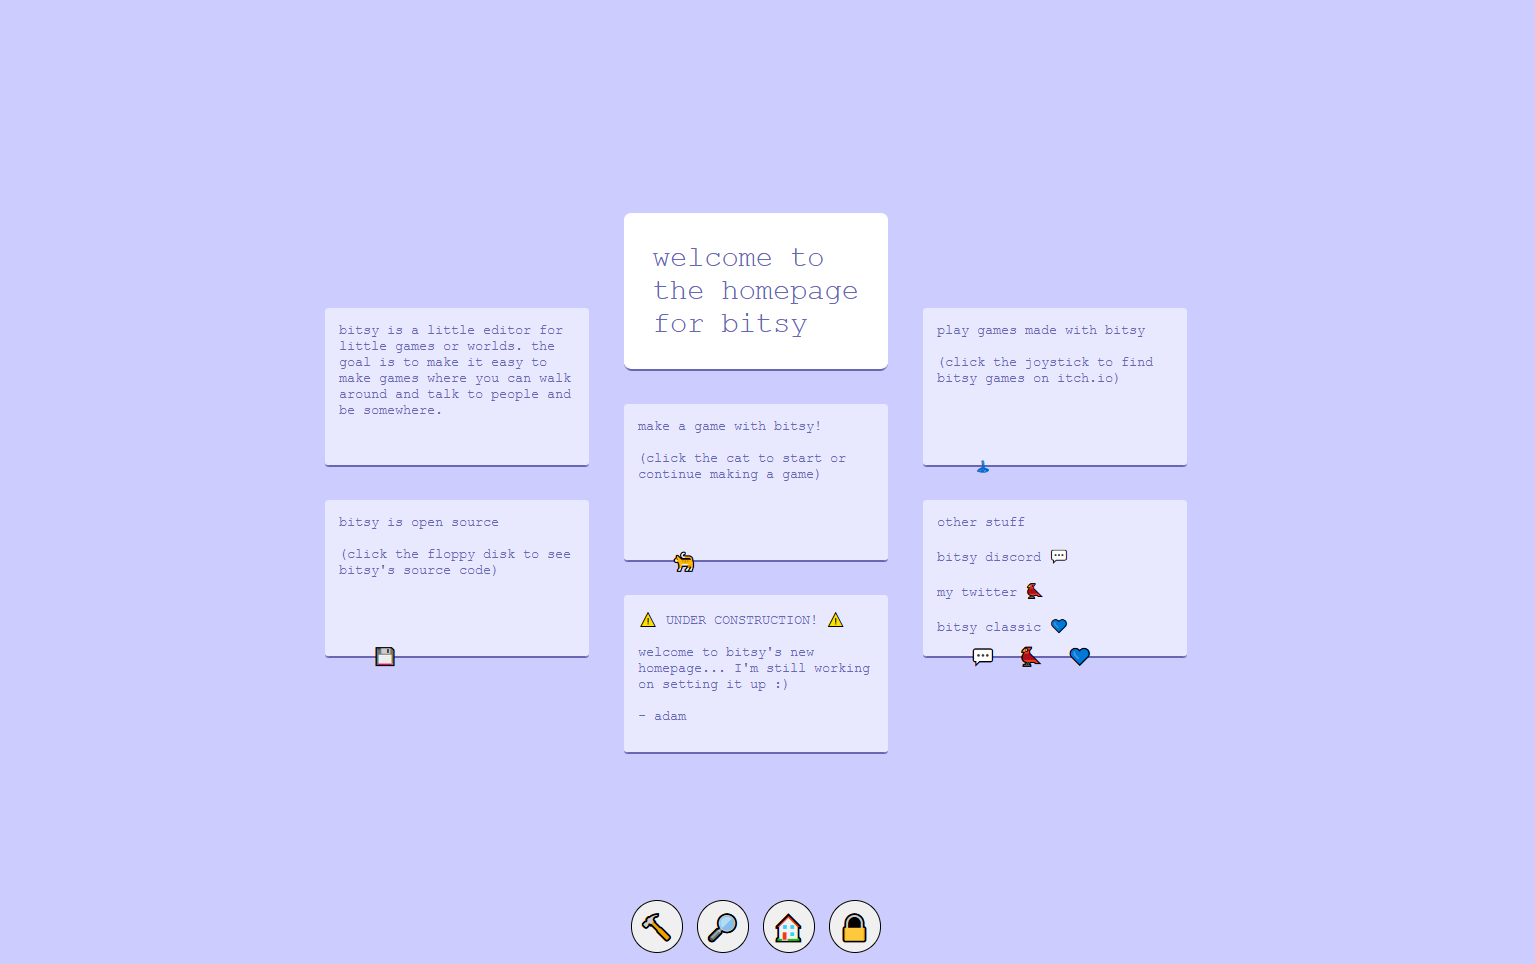 welcome to
the homepage
for bitsy
bitsy is a little editor for
little games or worlds. the
goal is to make it easy to
make games where you can walk
around and talk to people and
be somewhere.
play games made with bitsy
(click the joystick to find
bitsy games on itch.io)
make a game with bitsy!
(click the cat to start or
continue making a game)
bitsy is open source
(click the floppy disk to see
bitsy's source code)
other stuff
bitsy discord
my twitter
bitsy classic
UNDER CONSTRUCTION!
welcome to bitsy's new
homepage... I'm still working
on setting it up :)
- adam